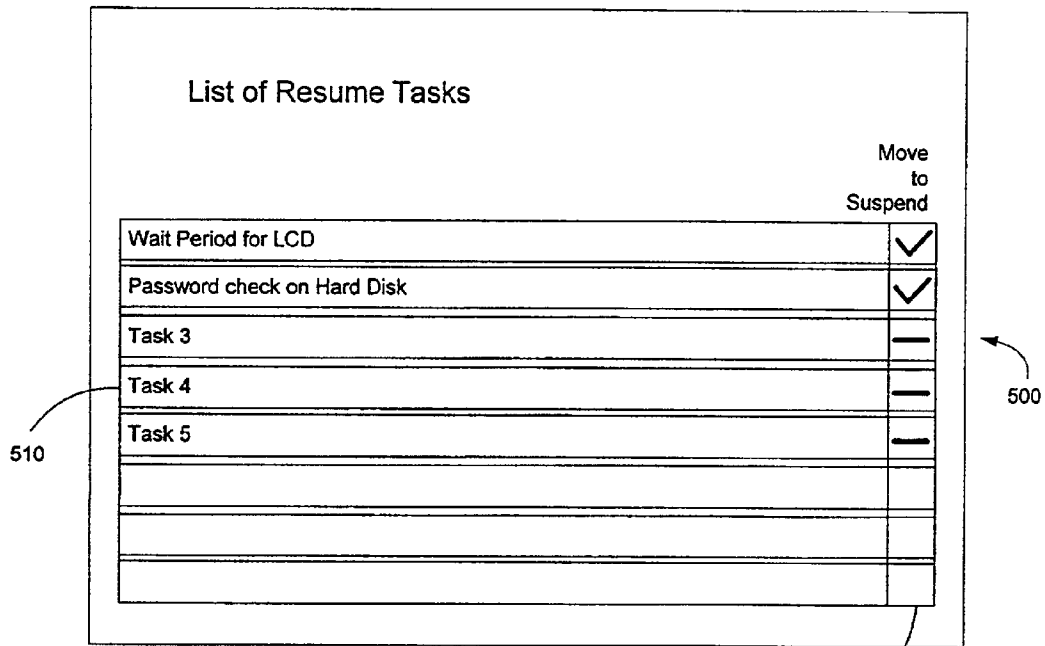 List of Resume Tasks
Move
to
Suspend
Wait Period for LCD
Password check on Hard Disk
Task 3
Task 4
Task 5
500
510